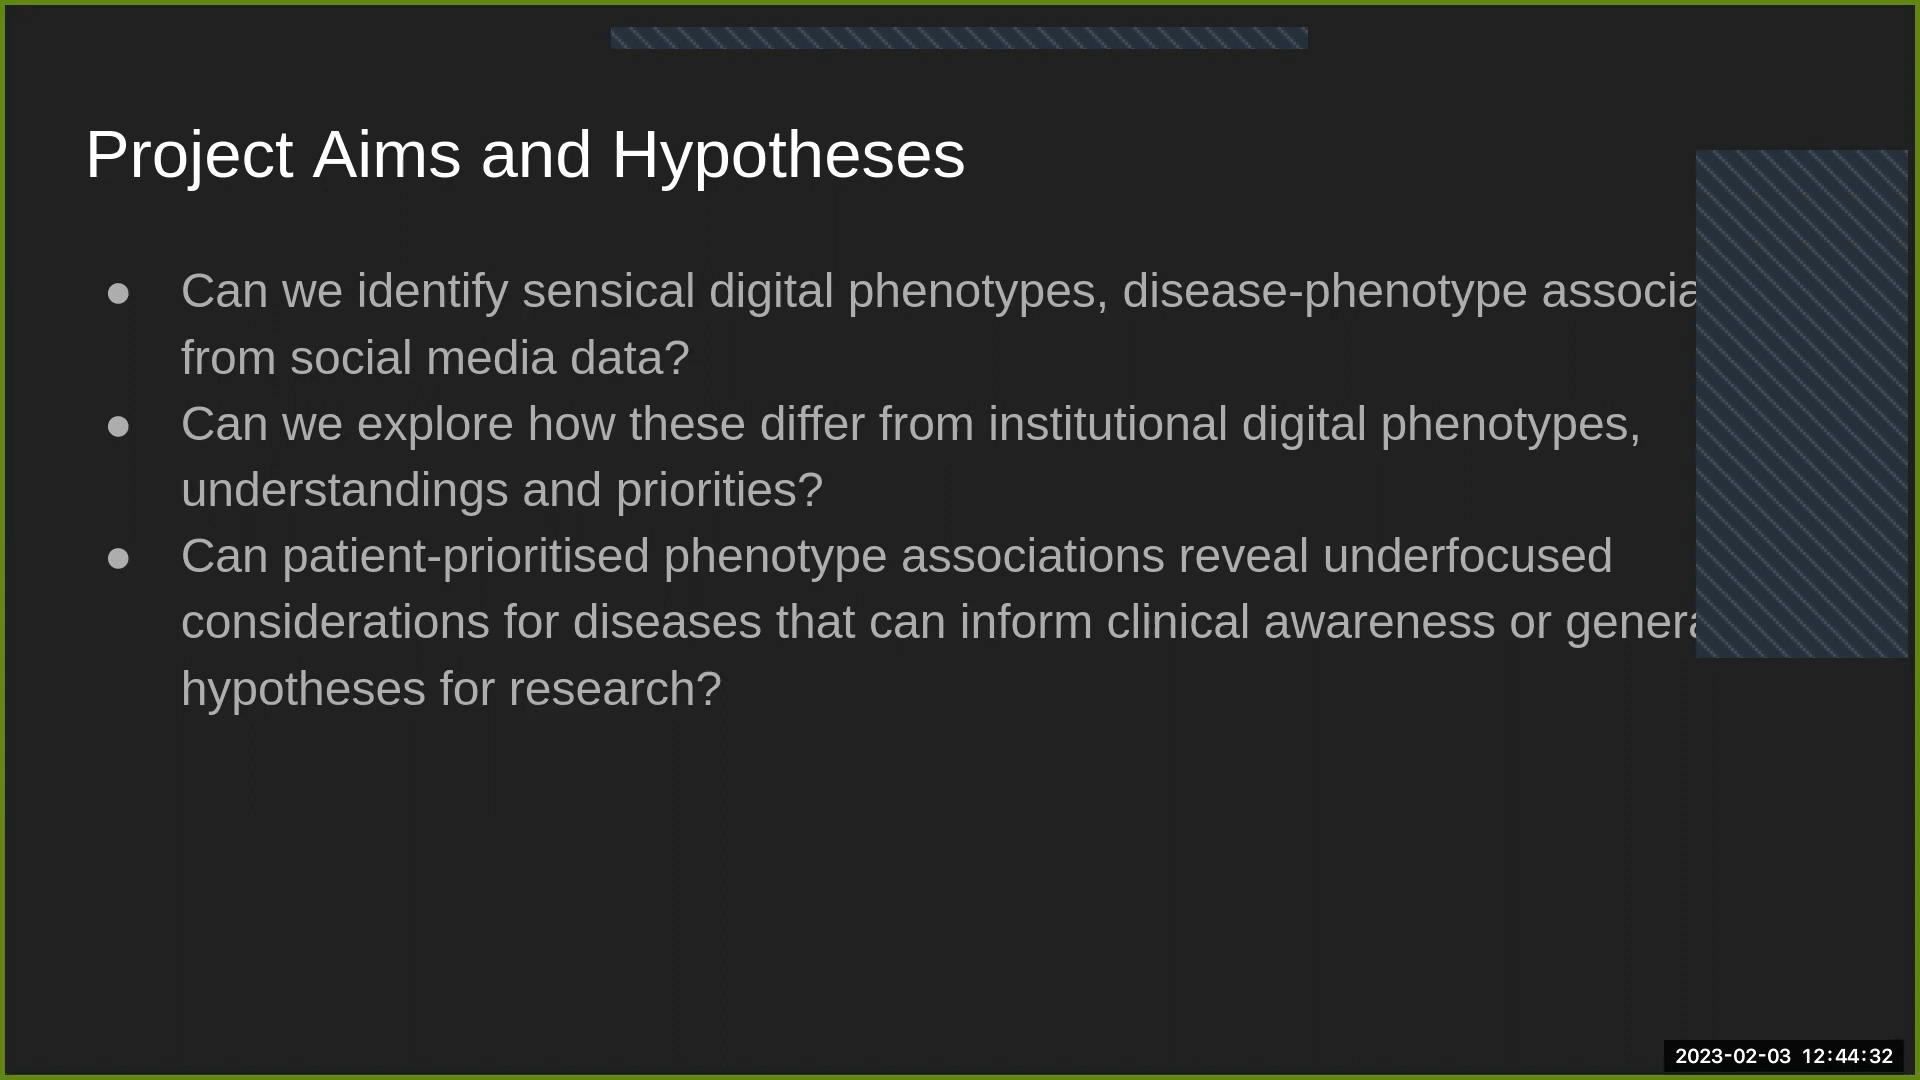 Project Aims and Hypotheses
● Can we identify sensical digital phenotypes, disease-phenotype
from social media data?
● Can we explore how these differ from institutional digital phenotypes,
understandings and priorities?
● Can patient-prioritised phenotype associations reveal underfocused
considerations for diseases that can inform clinical awareness or
hypotheses for research?
2023-02-03 12:44:32